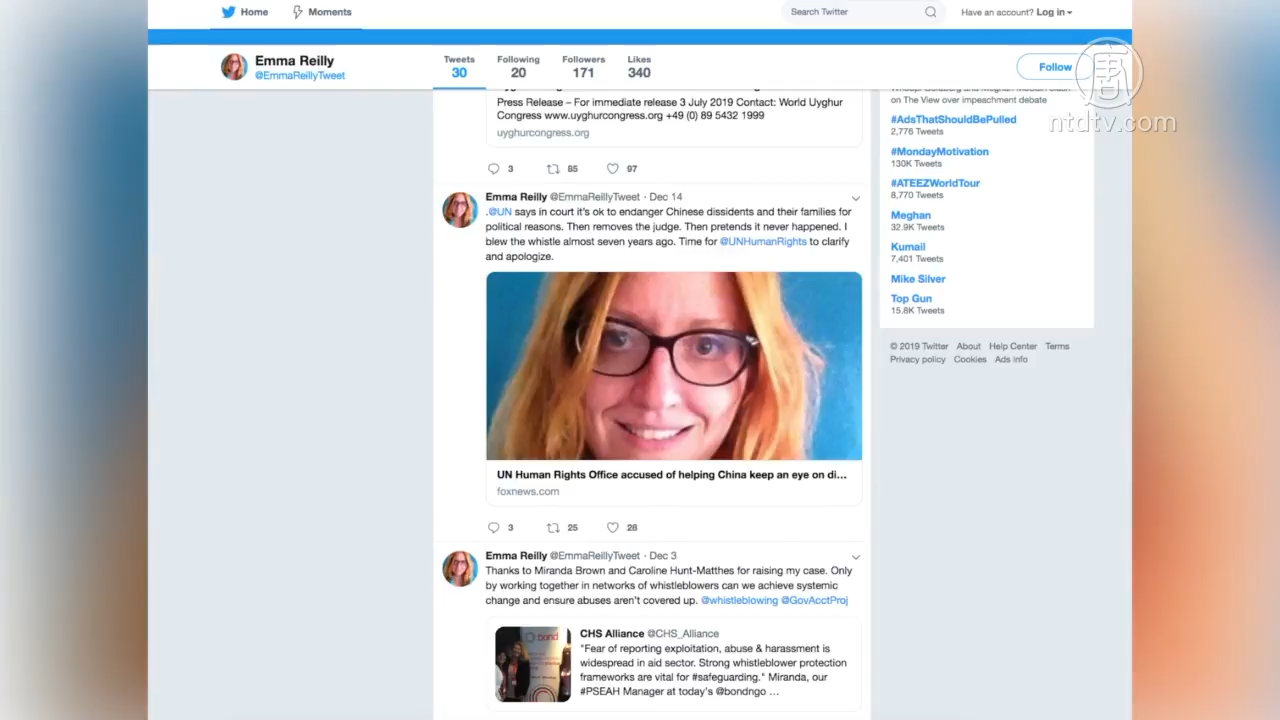 Home
Moments
Search Twitter
Have an account? Log in
Emma Reilly
@EmmaReillyTweet
Tweets
30
Following
20
Followers
171
Likes
340
Follow
ntdtv.com
Press Release – For immediate release 3 July 2019 Contact: World Uyghur
Congress www.uyghurcongress.org +49 (0) 89 5432 1999
uyghurcongress.org
3 85 97
Emma Reilly @EmmaReillyTweet · Dec 14
.@UN says in court it's ok to endanger Chinese dissidents and their families for
political reasons. Then removes the judge. Then pretends it never happened. I
blew the whistle almost seven years ago. Time for @UNHumanRights to clarify
and apologize.
UN Human Rights Office accused of helping China keep an eye on di...
foxnews.com
3 25 28
Emma Reilly @EmmaReillyTweet · Dec 3
Thanks to Miranda Brown and Caroline Hunt-Matthes for raising my case. Only
by working together in networks of whistleblowers can we achieve systemic
change and ensure abuses aren't covered up. @whistleblowing @GovAcctProj
bond
CHS Alliance @CHS_Alliance
"Fear of reporting exploitation, abuse & harassment is
widespread in aid sector. Strong whistleblower protection
frameworks are vital for #safeguarding." Miranda, our
#PSEAH Manager at today's @bondngo ...
on The View over impeachment debate
#AdsThatShouldBePulled
2,776 Tweets
#MondayMotivation
130K Tweets
#ATEEZWorldTour
8,770 Tweets
Meghan
32.9K Tweets
Kumail
7,401 Tweets
Mike Silver
Top Gun
15.8K Tweets
© 2019 Twitter About Help Center Terms
Privacy policy Cookies Ads info